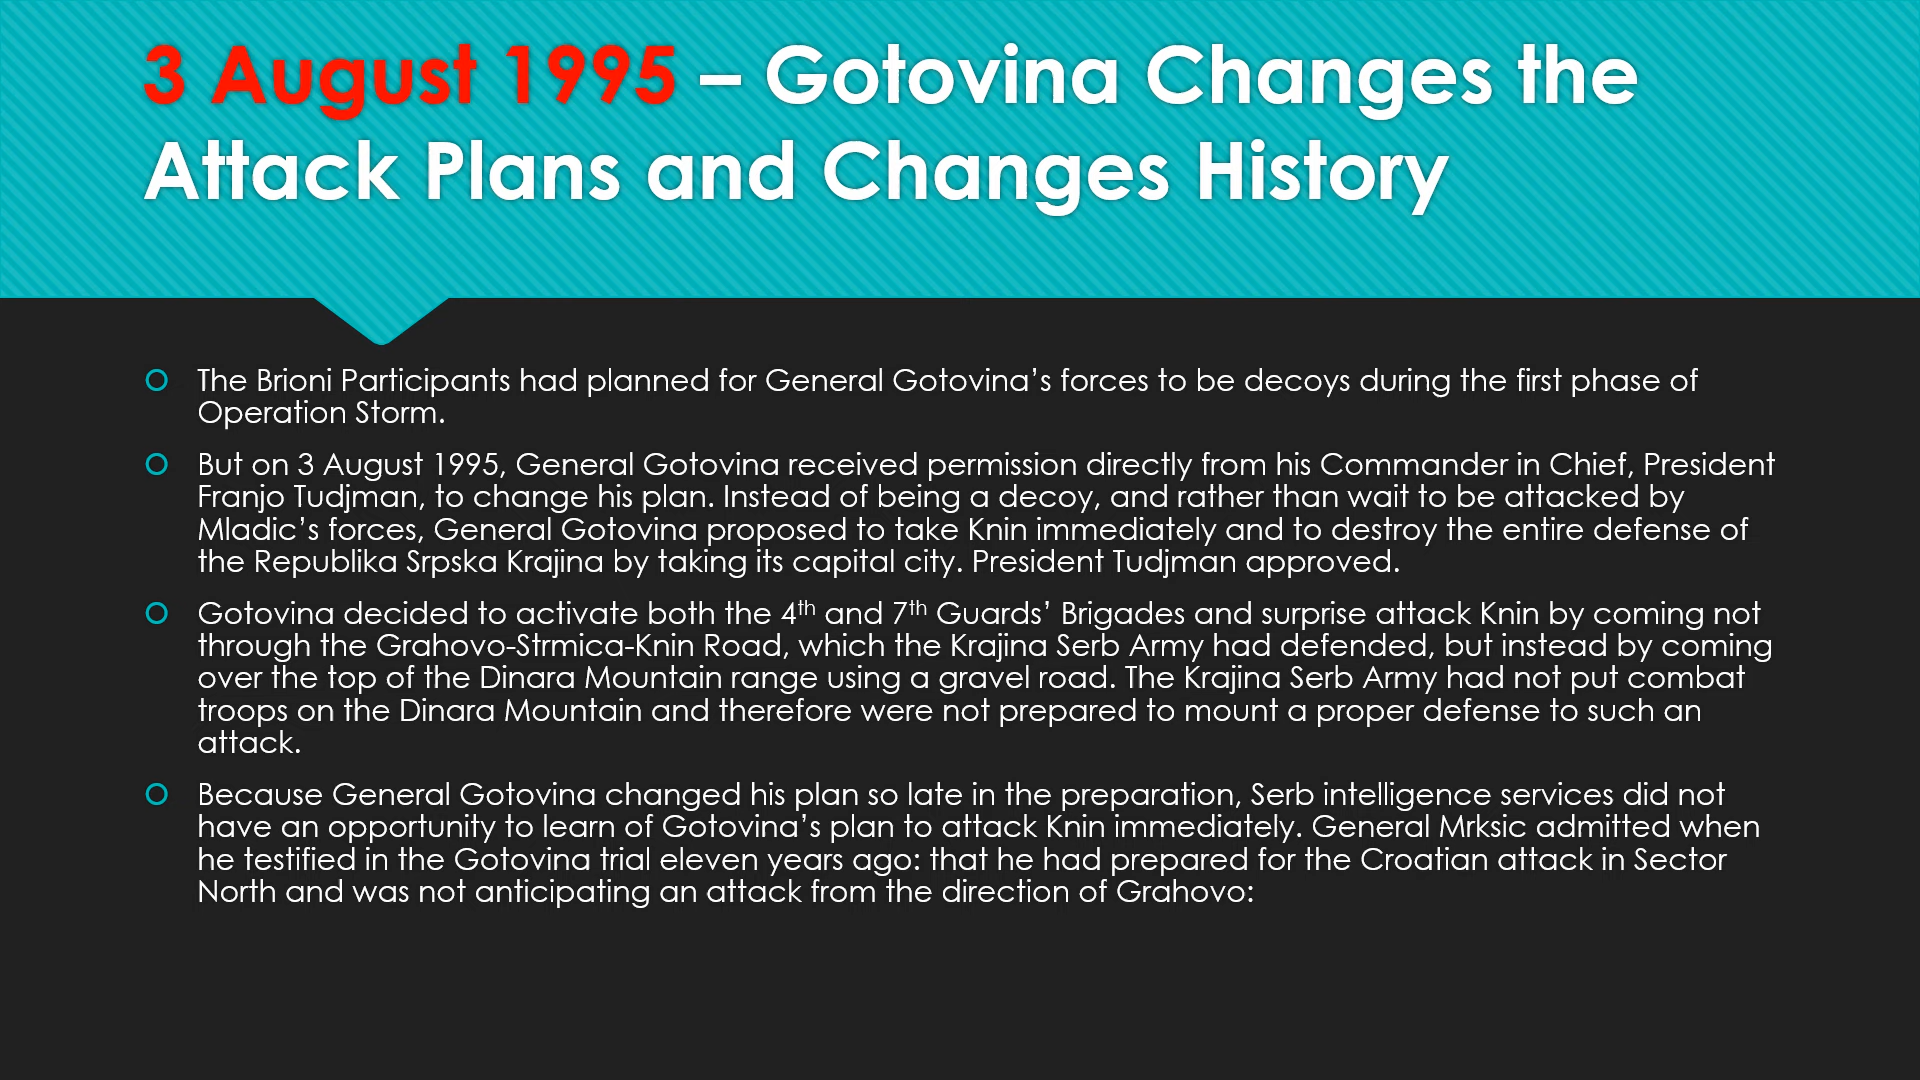 3 August 1995 – Gotovina Changes the
Attack Plans and Changes History
The Brioni Participants had planned for General Gotovina’s forces to be decoys during the first phase of
Operation Storm.
But on 3 August 1995, General Gotovina received permission directly from his Commander in Chief, President
Franjo Tudjman, to change his plan. Instead of being a decoy, and rather than wait to be attacked by
Mladic’s forces, General Gotovina proposed to take Knin immediately and to destroy the entire defense of
the Republika Srpska Krajina by taking its capital city. President Tudjman approved.
Gotovina decided to activate both the 4th and 7th Guards’ Brigades and surprise attack Knin by coming not
through the Grahovo-Strmica-Knin Road, which the Krajina Serb Army had defended, but instead by coming
over the top of the Dinara Mountain range using a gravel road. The Krajina Serb Army had not put combat
troops on the Dinara Mountain and therefore were not prepared to mount a proper defense to such an
attack.
Because General Gotovina changed his plan so late in the preparation, Serb intelligence services did not
have an opportunity to learn of Gotovina’s plan to attack Knin immediately. General Mrksic admitted when
he testified in the Gotovina trial eleven years ago: that he had prepared for the Croatian attack in Sector
North and was not anticipating an attack from the direction of Grahovo: